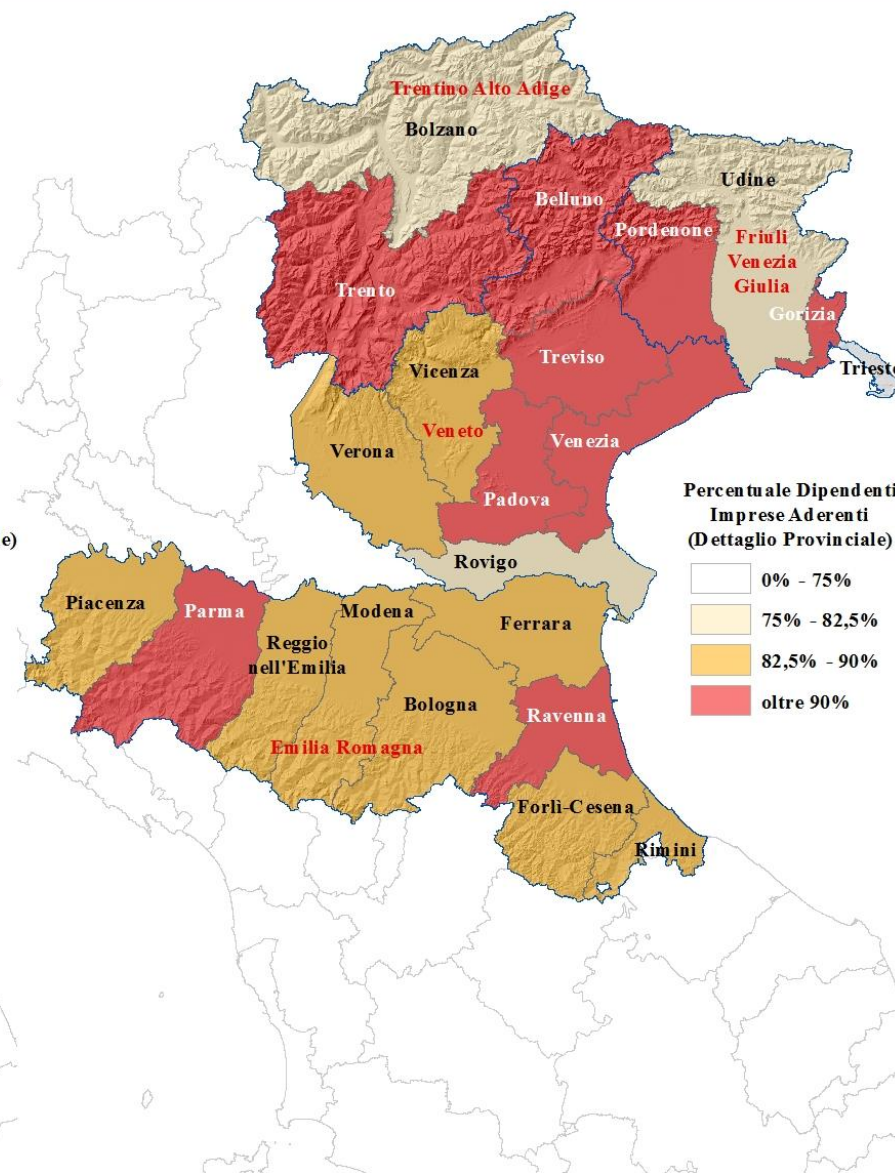 Trentino Alto Adige
Bolzano
Udine
Belluno
Pordenone
Friuli
Venezia
Giulia
Trento
Gorizia
Treviso
Trieste
Vicenza
Veneto
Venezia
Verona
Padova
Percentuale Dipendenti
Imprese Aderenti
(Dettaglio Provinciale)
e)
Rovigo
0% - 75%
75% - 82,5%
82,5% - 90%
oltre 90%
Piacenza
Parma
Modena
Ferrara
Reggio
nell'Emilia
Bologna
Ravenna
Emilia Romagna
Forlì-Cesena
Rimini